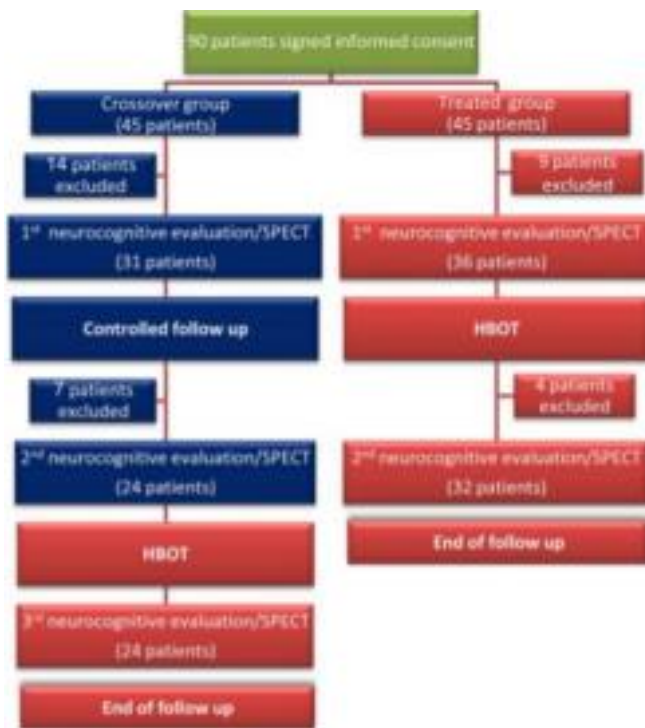 90 patients signed informed consent
Crossover group
(45 patients)
Treated group
(45 patients)
14 patients
excluded
9 patients
excluded
1st neurocognitive evaluation/SPECT
(31 patients)
1st neurocognitive evaluation/SPECT
(36 patients)
Controlled follow up
HBOT
7 patients
excluded
4 patients
excluded
2nd neurocognitive evaluation/SPECT
(24 patients)
2nd neurocognitive evaluation/SPECT
(32 patients)
HBOT
End of follow up
3rd neurocognitive evaluation/SPECT
(24 patients)
End of follow up